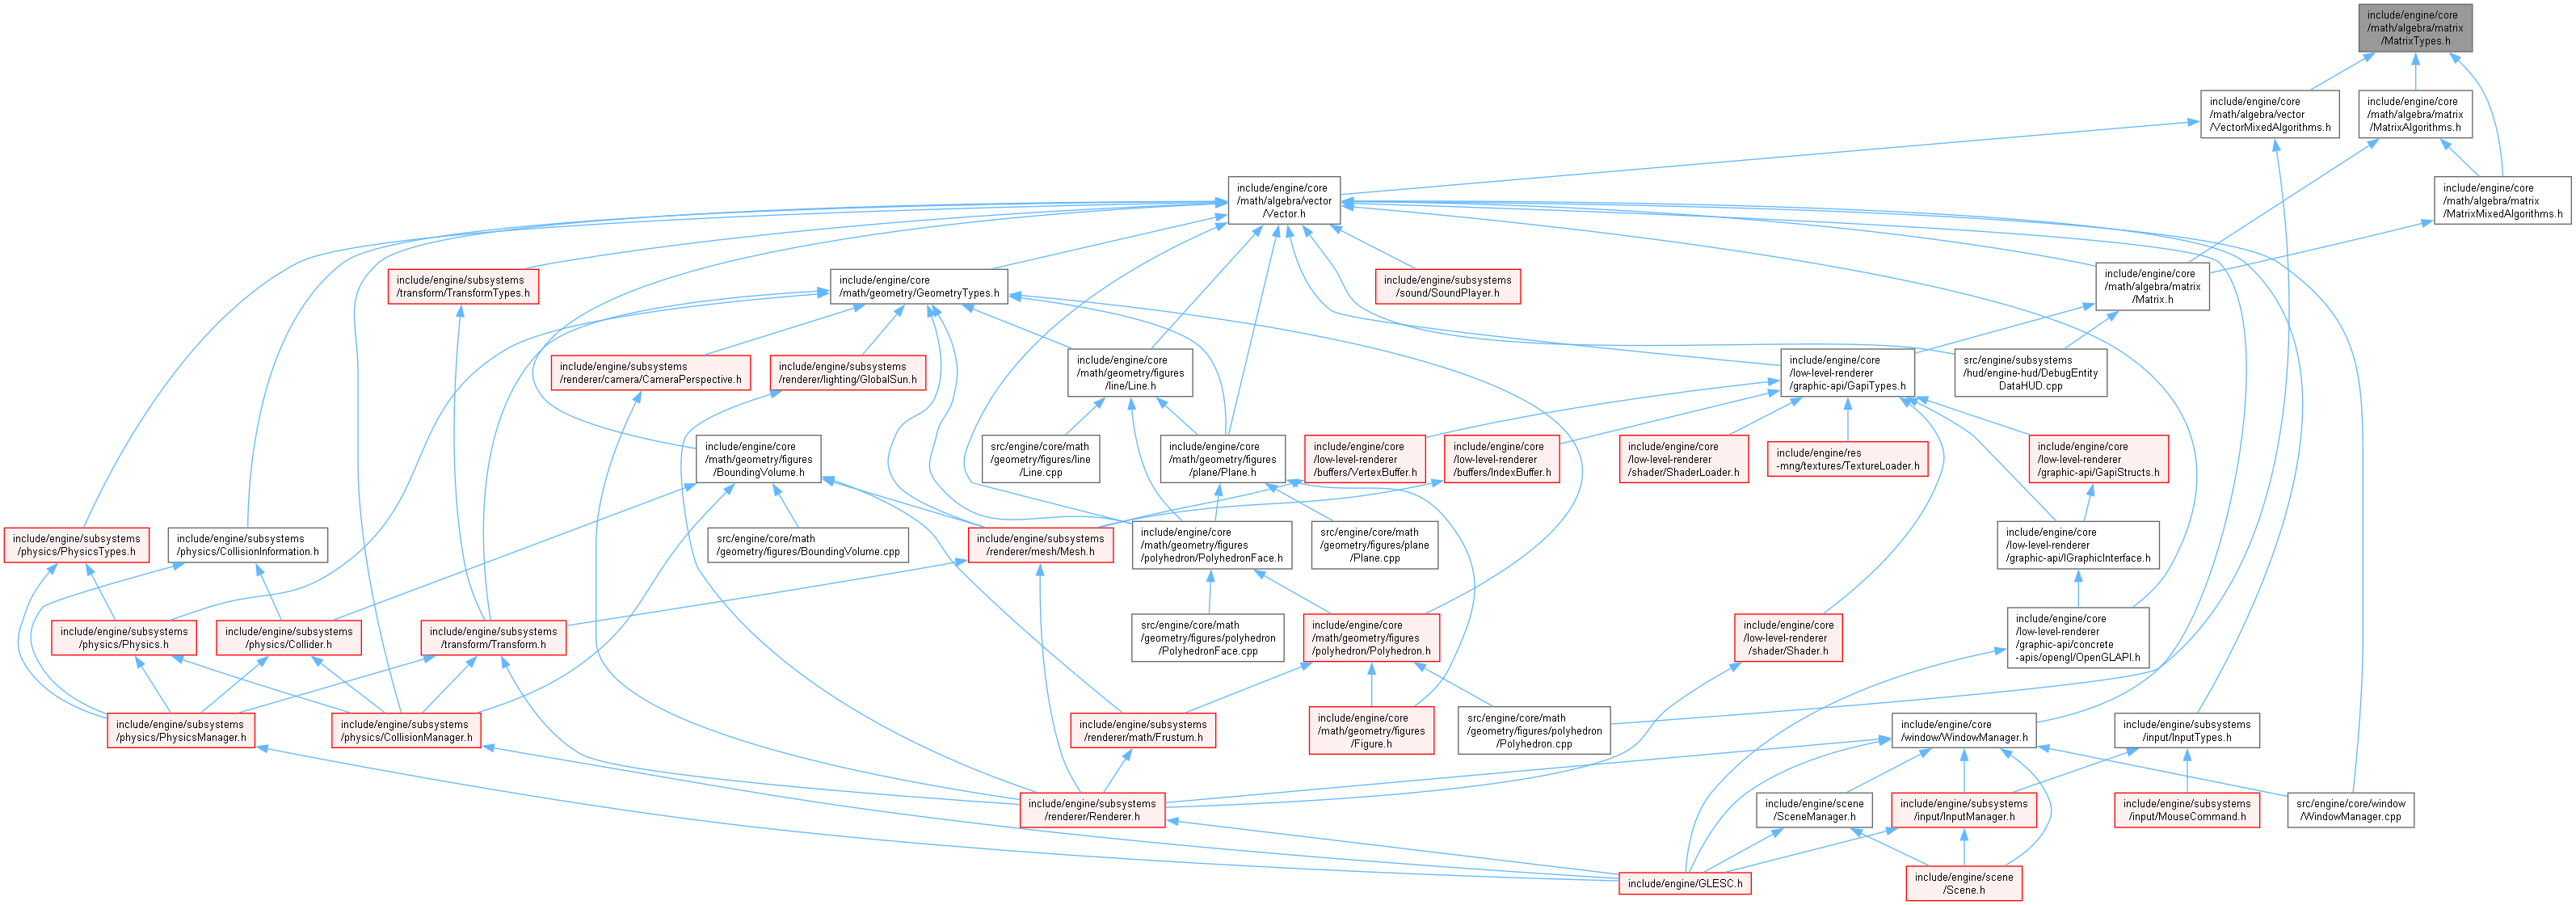 include/engine/core
/math/algebra/matrix
/MatrixTypes.h
include/engine/core
/math/algebra/vector
/VectorMixedAlgorithms.h
include/engine/core
/math/algebra/matrix
/MatrixAlgorithms.h
include/engine/core
/math/algebra/vector
/Vector.h
include/engine/core
/math/algebra/matrix
/MatrixMixedAlgorithms.h
include/engine/subsystems
/transform/TransformTypes.h
include/engine/core
/math/geometry/GeometryTypes.h
include/engine/subsystems
/sound/SoundPlayer.h
include/engine/core
/math/algebra/matrix
/Matrix.h
include/engine/subsystems
/renderer/camera/CameraPerspective.h
include/engine/subsystems
/renderer/lighting/GlobalSun.h
include/engine/core
/math/geometry/figures
/line/Line.h
include/engine/core
/low-level-renderer
/graphic-api/GapiTypes.h
src/engine/subsystems
/hud/engine-hud/DebugEntity
DataHUD.cpp
include/engine/core
/math/geometry/figures
/BoundingVolume.h
src/engine/core/math
/geometry/figures/line
/Line.cpp
include/engine/core
/math/geometry/figures
/plane/Plane.h
include/engine/core
/low-level-renderer
/buffers/VertexBuffer.h
include/engine/core
/low-level-renderer
/buffers/IndexBuffer.h
include/engine/core
/low-level-renderer
/shader/ShaderLoader.h
include/engine/res
-mng/textures/TextureLoader.h
include/engine/core
/low-level-renderer
/graphic-api/GapiStructs.h
include/engine/subsystems
/physics/PhysicsTypes.h
include/engine/subsystems
/physics/CollisionInformation.h
src/engine/core/math
/geometry/figures/BoundingVolume.cpp
include/engine/subsystems
/renderer/mesh/Mesh.h
include/engine/core
/math/geometry/figures
/polyhedron/PolyhedronFace.h
src/engine/core/math
/geometry/figures/plane
/Plane.cpp
include/engine/core
/low-level-renderer
/graphic-api/IGraphicInterface.h
include/engine/subsystems
/physics/Physics.h
include/engine/subsystems
/physics/Collider.h
include/engine/subsystems
/transform/Transform.h
src/engine/core/math
/geometry/figures/polyhedron
/PolyhedronFace.cpp
include/engine/core
/math/geometry/figures
/polyhedron/Polyhedron.h
include/engine/core
/low-level-renderer
/shader/Shader.h
include/engine/core
/low-level-renderer
/graphic-api/concrete
-apis/opengl/OpenGLAPI.h
include/engine/subsystems
/physics/PhysicsManager.h
include/engine/subsystems
/physics/CollisionManager.h
include/engine/subsystems
/renderer/math/Frustum.h
include/engine/core
/math/geometry/figures
/Figure.h
src/engine/core/math
/geometry/figures/polyhedron
/Polyhedron.cpp
include/engine/core
/window/WindowManager.h
include/engine/subsystems
/input/InputTypes.h
include/engine/subsystems
/renderer/Renderer.h
include/engine/scene
/SceneManager.h
include/engine/subsystems
/input/InputManager.h
include/engine/subsystems
/input/MouseCommand.h
src/engine/core/window
/WindowManager.cpp
include/engine/GLESC.h
include/engine/scene
/Scene.h